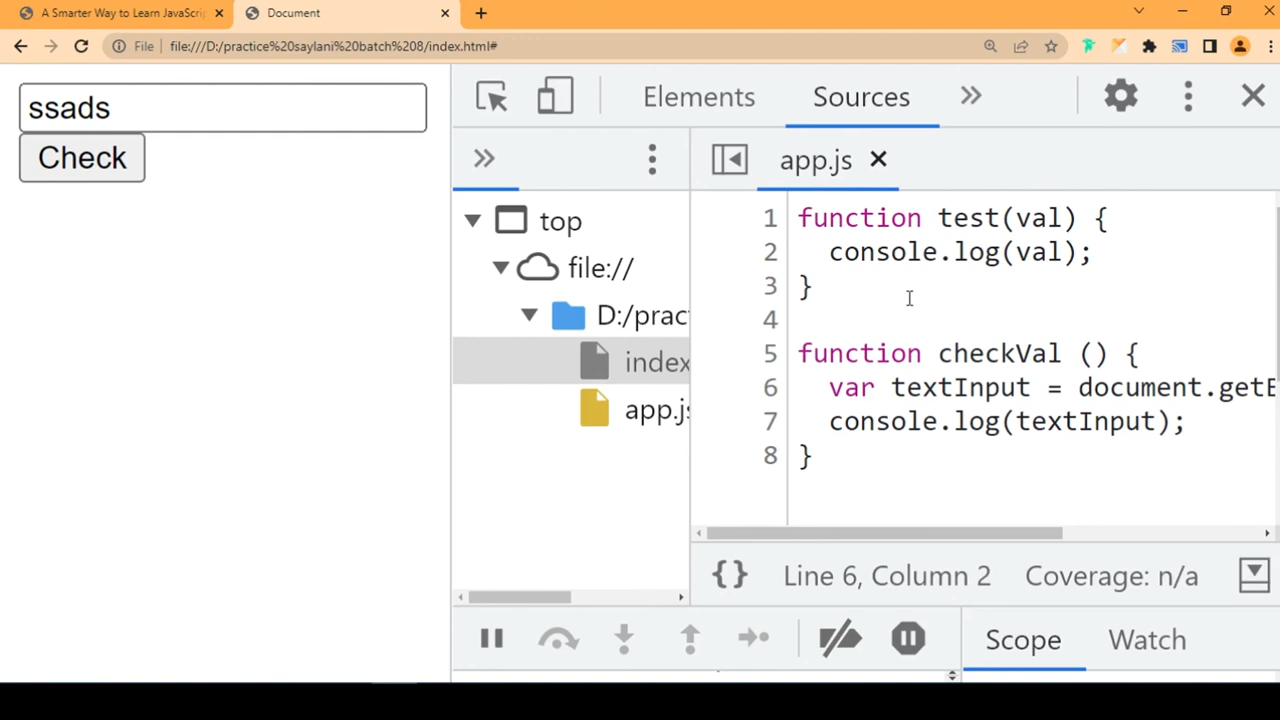 A Smarter Way to Learn JavaScri
Document
File
file:///D:/practice%20saylani%20batch%208/index.html#
ssads
Check
Elements
Sources
app.js
top
file://
D:/prac
index
app.js
1 function test(val) {
2 console.log(val);
3 }
4
5 function checkVal () {
6 var textInput = document.getE
7 console.log(textInput);
8 }
{} Line 6, Column 2 Coverage: n/a
Scope Watch